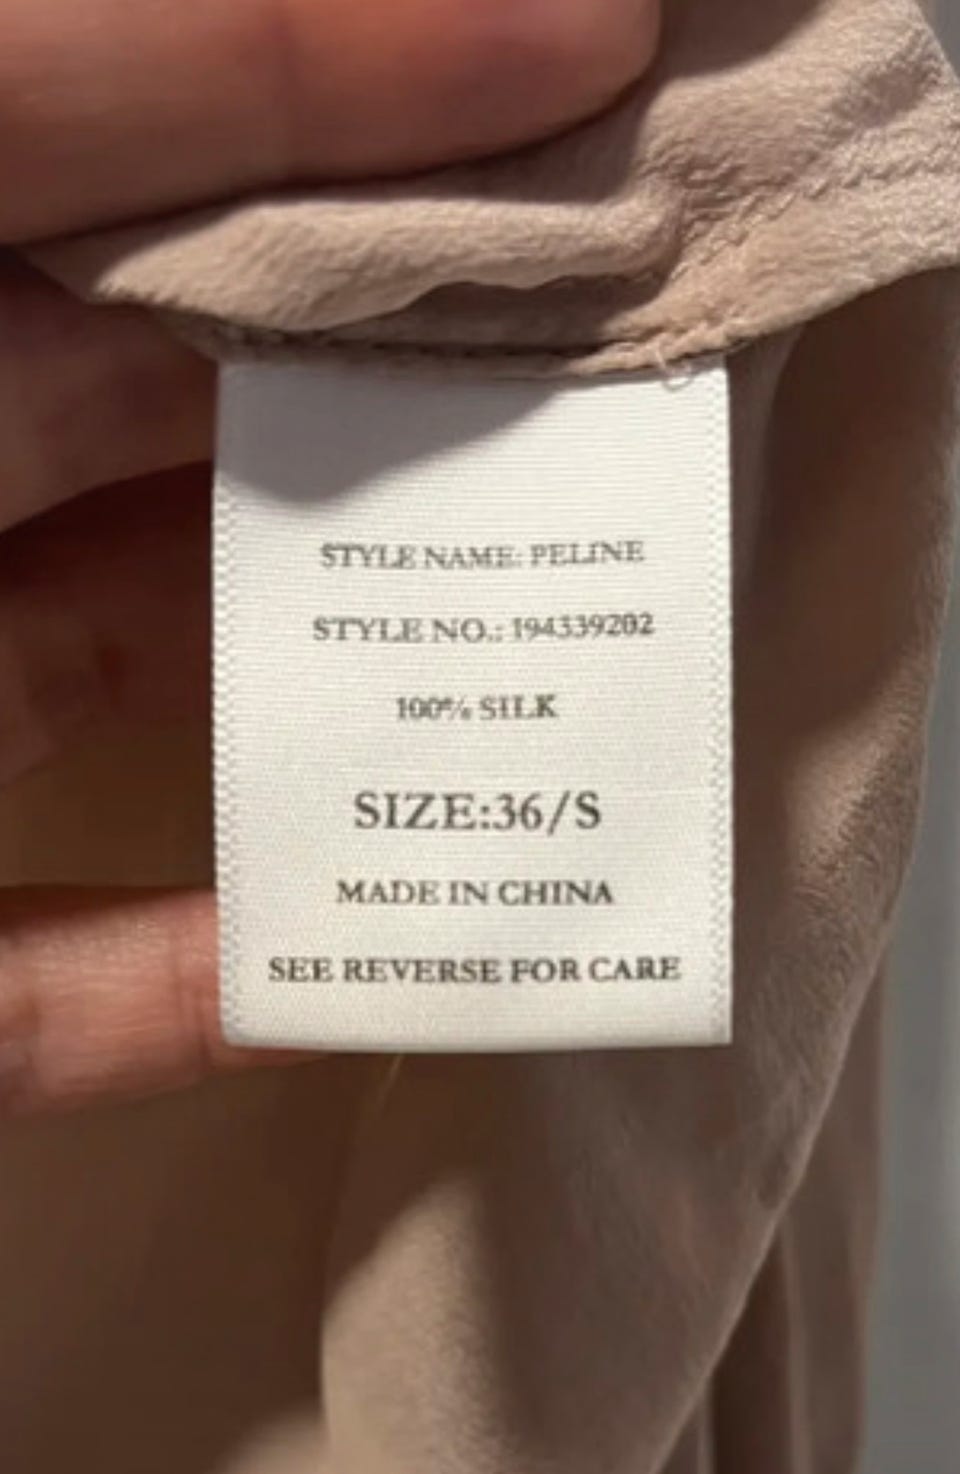 STYLE NAME: PELINE
STYLE NO.: 194339202
100% SILK
SIZE:36/S
MADE IN CHINA
SEE REVERSE FOR CARE